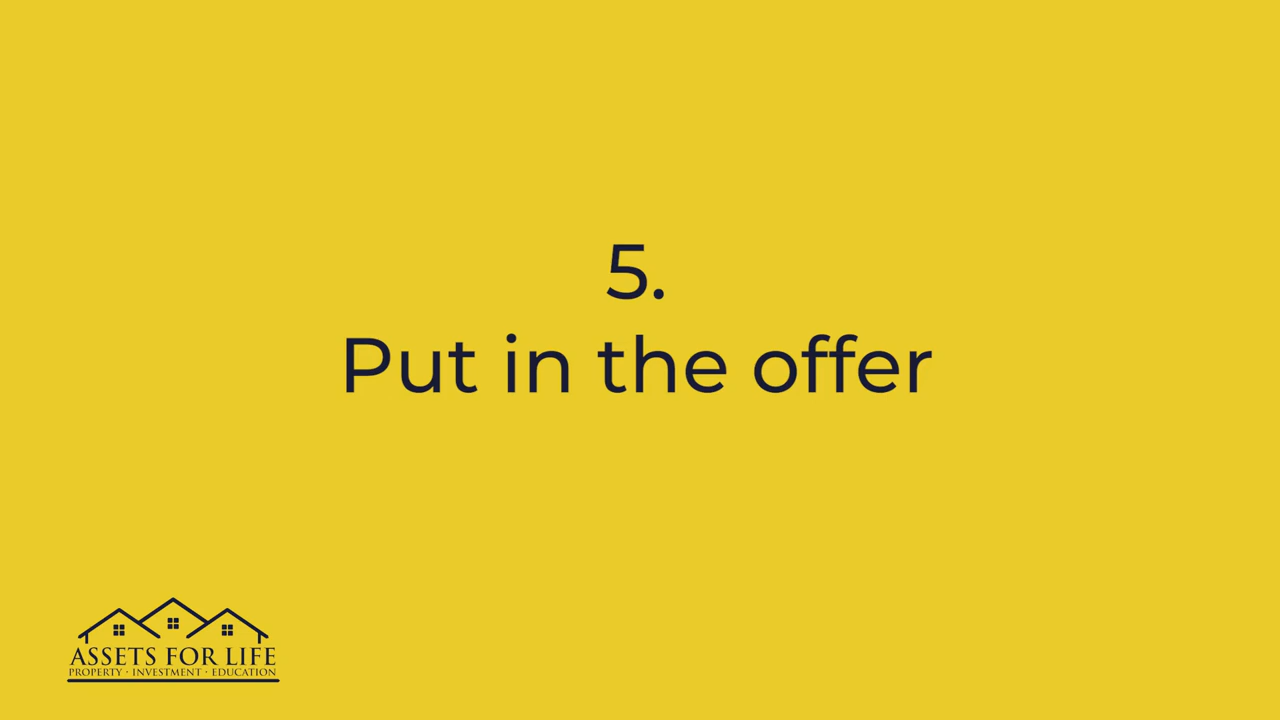 5.
Put in the offer
ASSETS FOR LIFE
PROPERTY · INVESTMENT · EDUCATION